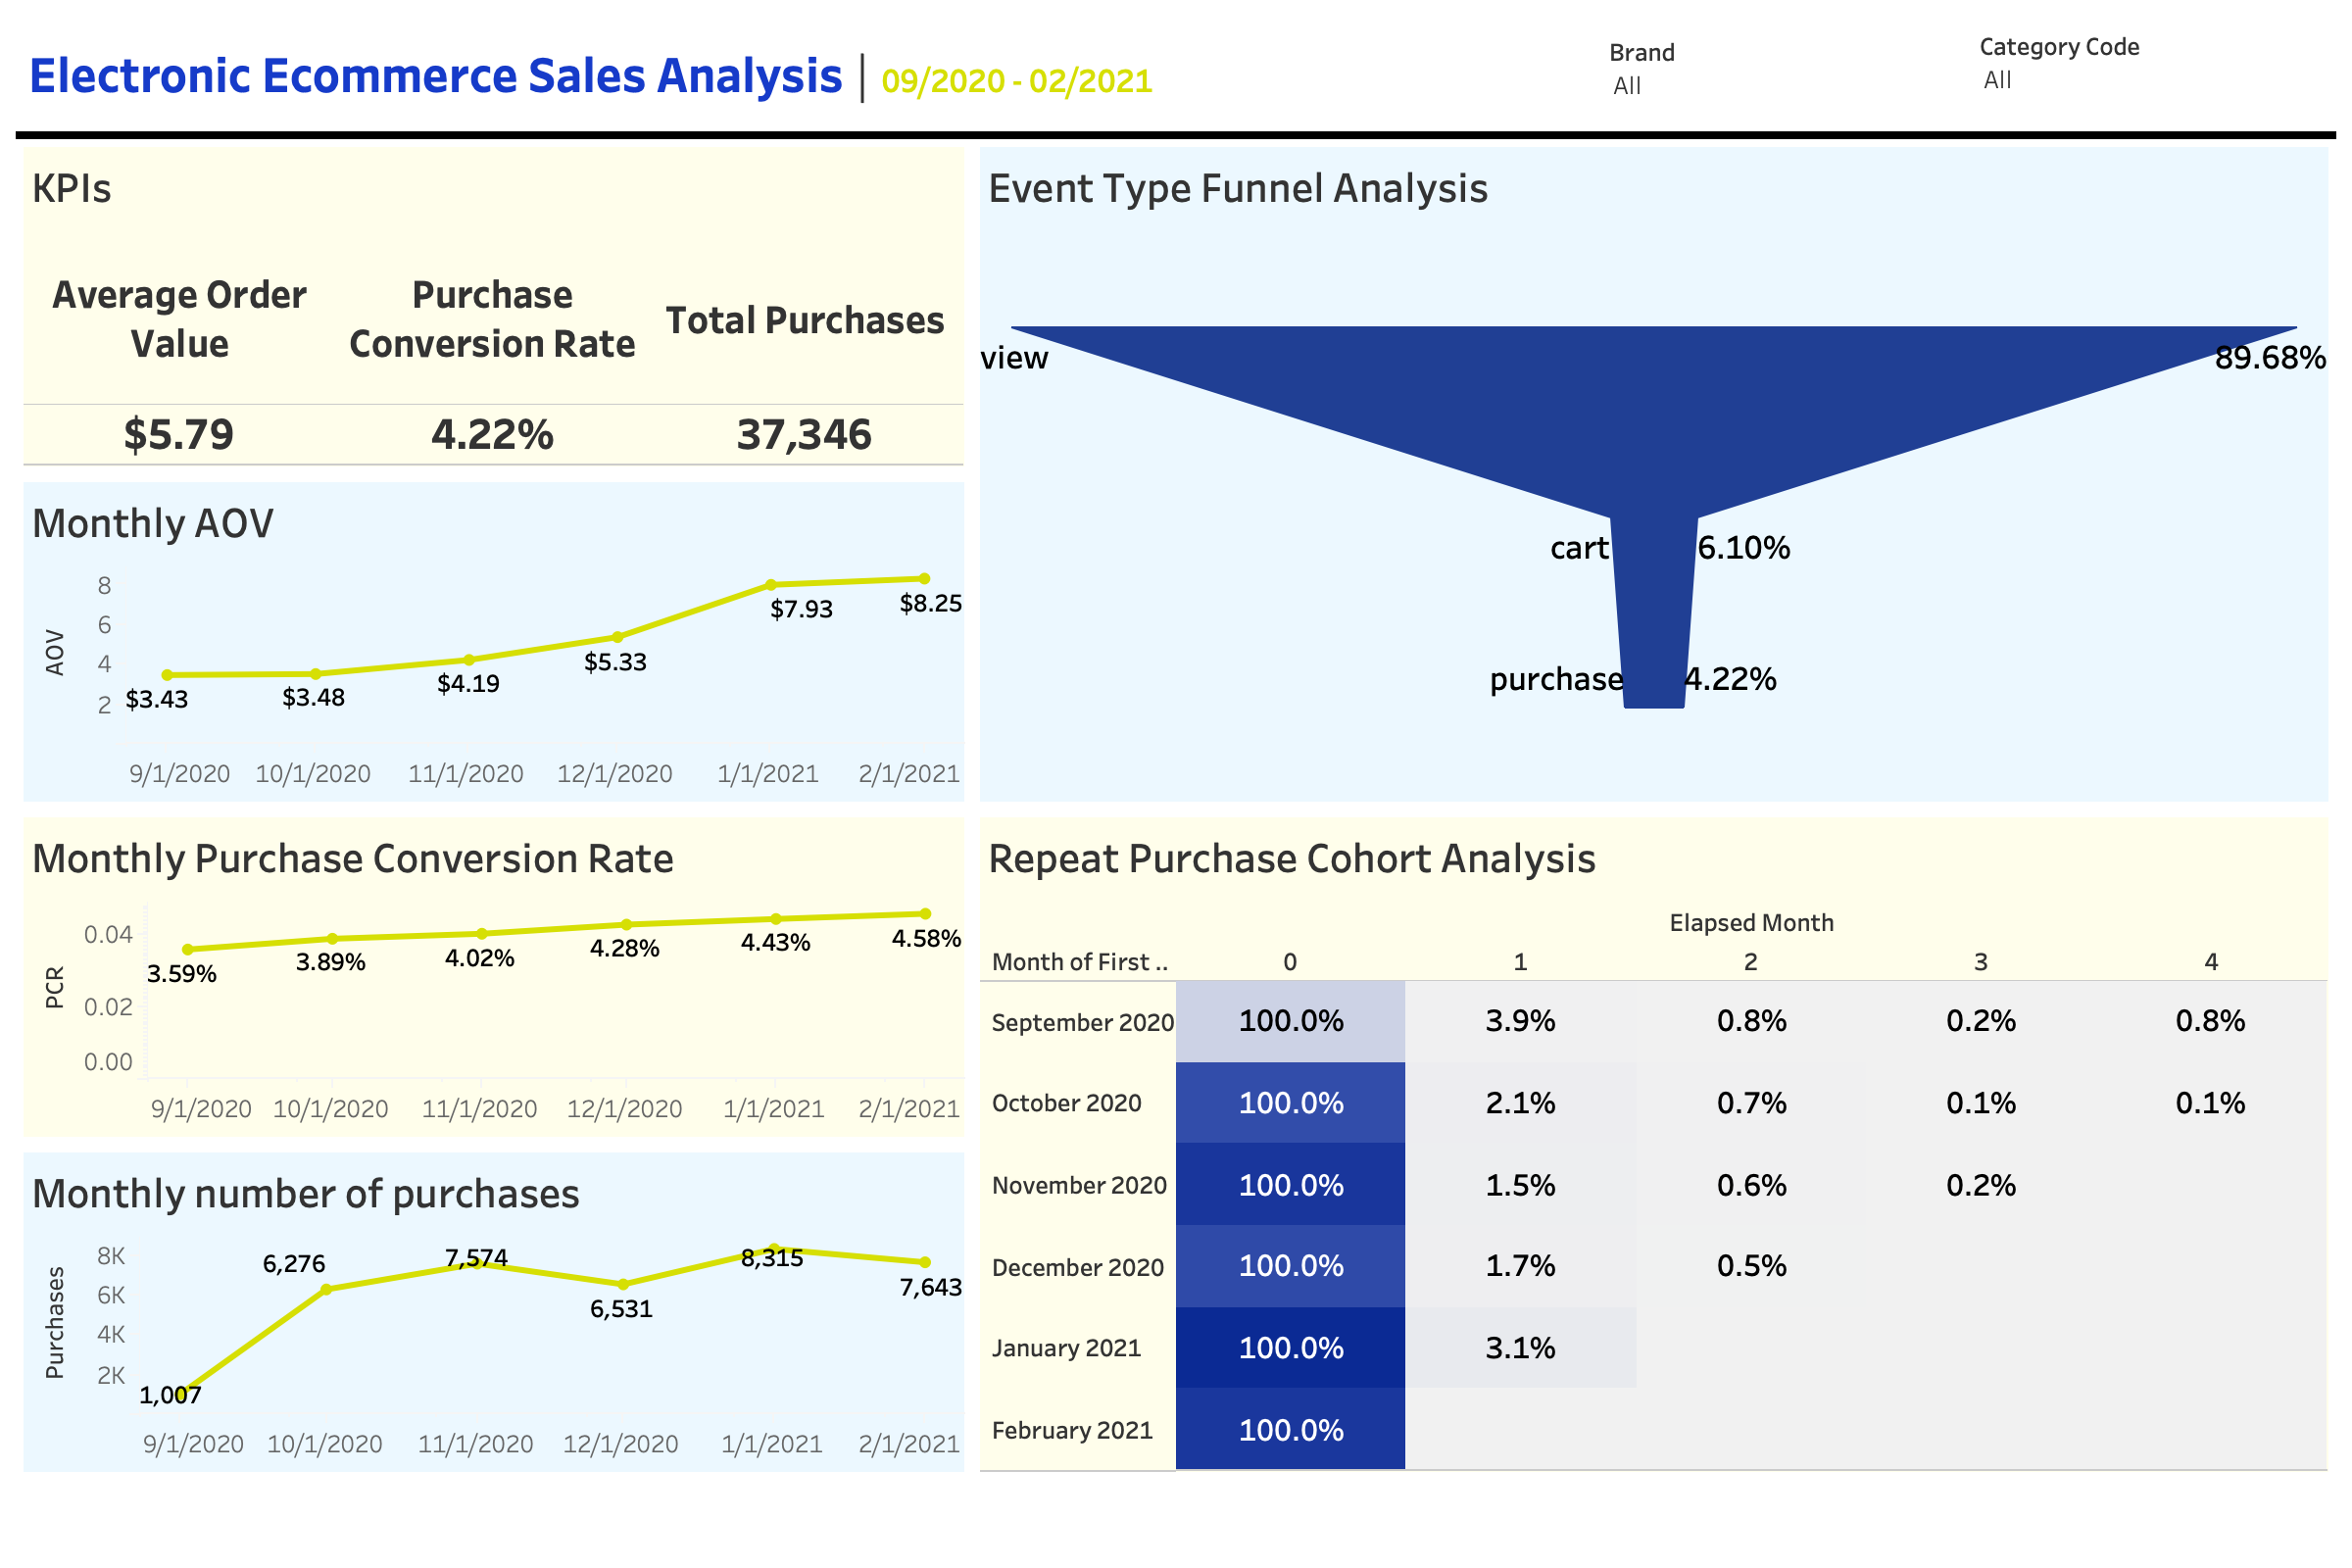 Electronic Ecommerce Sales Analysis | 09/2020 - 02/2021
Brand
All
Category Code
All
KPIs
Average Order
Value
Purchase
Conversion Rate
Total Purchases
$5.79 4.22% 37,346
Monthly AOV
AOV
8
6
4
2
$3.43 $3.48 $4.19 $5.33 $7.93 $8.25
9/1/2020 10/1/2020 11/1/2020 12/1/2020 1/1/2021 2/1/2021
Monthly Purchase Conversion Rate
PCR
0.04
0.02
0.00
3.59% 3.89% 4.02% 4.28% 4.43% 4.58%
9/1/2020 10/1/2020 11/1/2020 12/1/2020 1/1/2021 2/1/2021
Monthly number of purchases
Purchases
8K
6K
4K
2K
1,007 6,276 7,574 6,531 8,315 7,643
9/1/2020 10/1/2020 11/1/2020 12/1/2020 1/1/2021 2/1/2021
Event Type Funnel Analysis
view 89.68%
cart 6.10%
purchase 4.22%
Repeat Purchase Cohort Analysis
Elapsed Month
Month of First .. 0 1 2 3 4
September 2020 100.0% 3.9% 0.8% 0.2% 0.8%
October 2020 100.0% 2.1% 0.7% 0.1% 0.1%
November 2020 100.0% 1.5% 0.6% 0.2%
December 2020 100.0% 1.7% 0.5%
January 2021 100.0% 3.1%
February 2021 100.0%